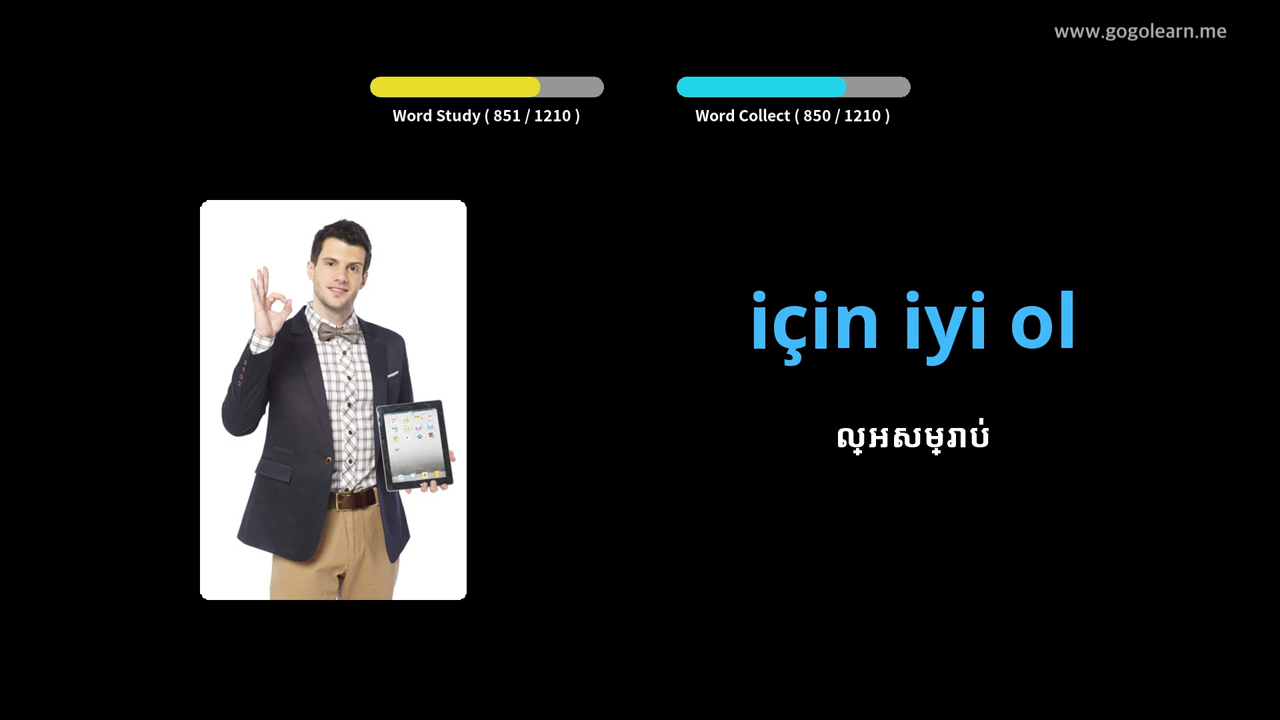 www.gogolearn.me
Word Study ( 851 / 1210 )
Word Collect ( 850 / 1210 )
için iyi ol
ល្អសម្រាប់